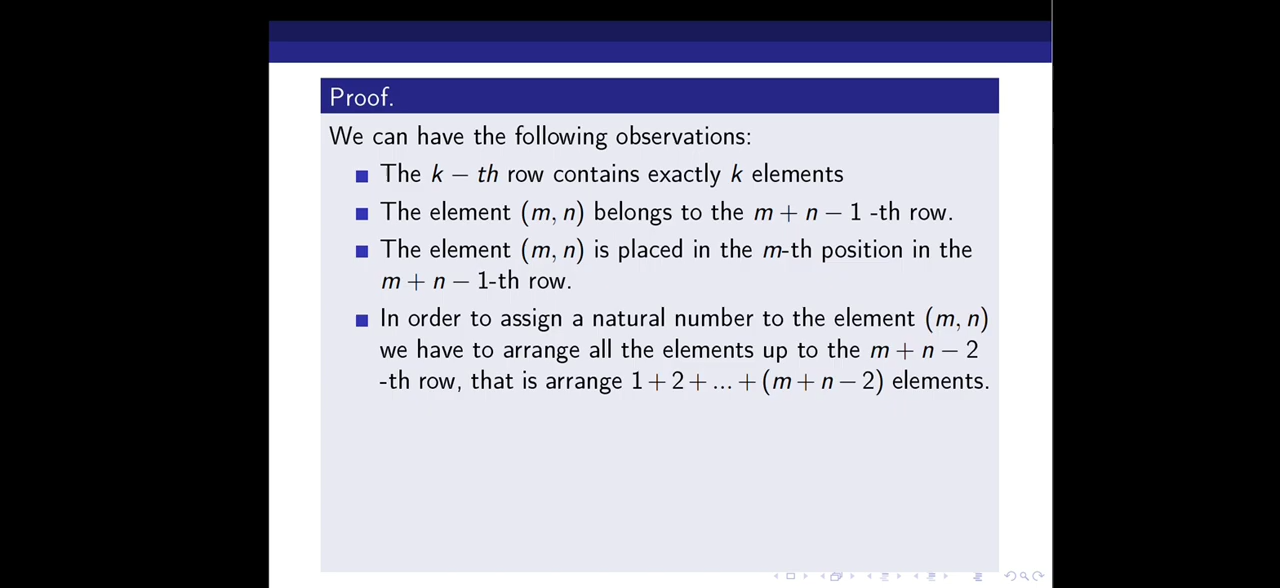 Proof.
We can have the following observations:
The k − th row contains exactly k elements
The element (m, n) belongs to the m + n − 1 -th row.
The element (m, n) is placed in the m-th position in the
m + n − 1-th row.
In order to assign a natural number to the element (m, n)
we have to arrange all the elements up to the m + n − 2
-th row, that is arrange 1 + 2 + ... + (m + n − 2) elements.